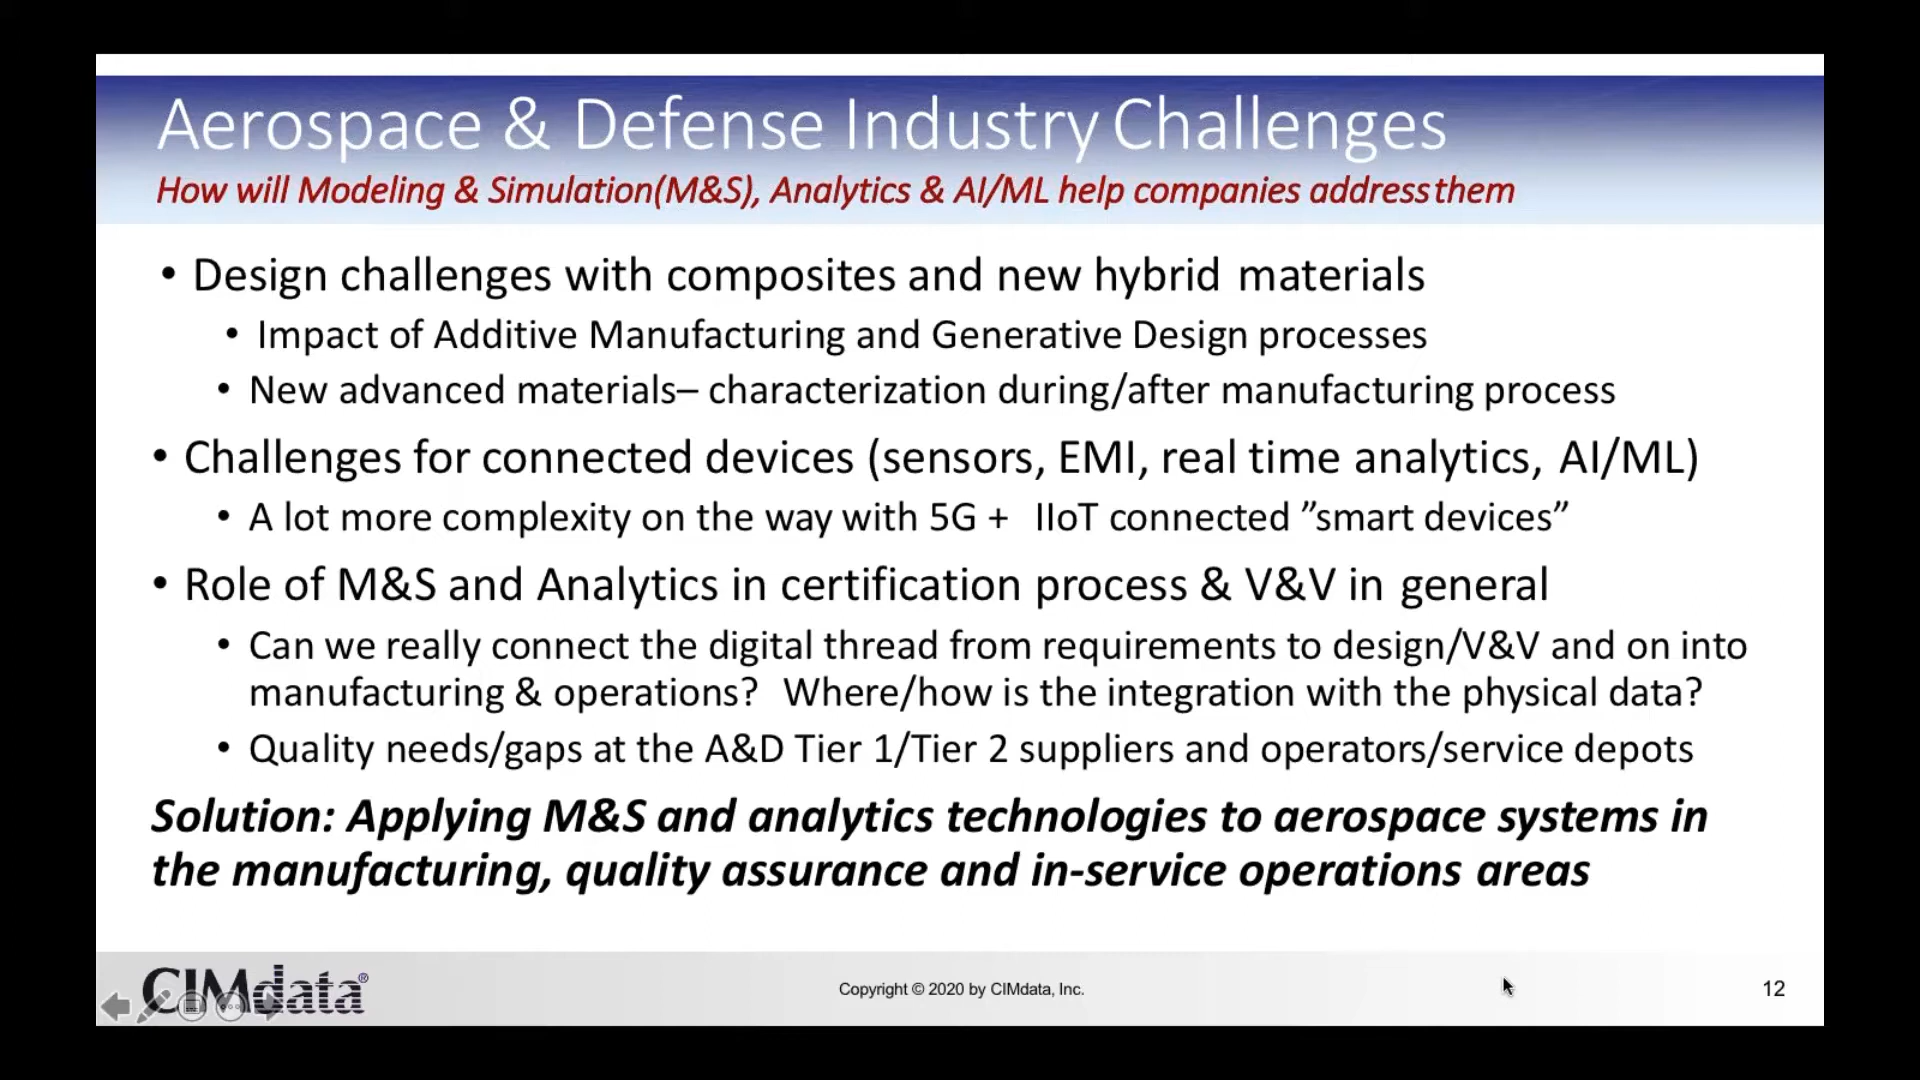 Aerospace & Defense Industry Challenges
How will Modeling & Simulation(M&S), Analytics & AI/ML help companies address them
• Design challenges with composites and new hybrid materials
• Impact of Additive Manufacturing and Generative Design processes
• New advanced materials– characterization during/after manufacturing process
• Challenges for connected devices (sensors, EMI, real time analytics, AI/ML)
• A lot more complexity on the way with 5G + IIoT connected ”smart devices”
• Role of M&S and Analytics in certification process & V&V in general
• Can we really connect the digital thread from requirements to design/V&V and on into
manufacturing & operations? Where/how is the integration with the physical data?
• Quality needs/gaps at the A&D Tier 1/Tier 2 suppliers and operators/service depots
Solution: Applying M&S and analytics technologies to aerospace systems in
the manufacturing, quality assurance and in-service operations areas
CIMdata®
Copyright © 2020 by CIMdata, Inc.
12